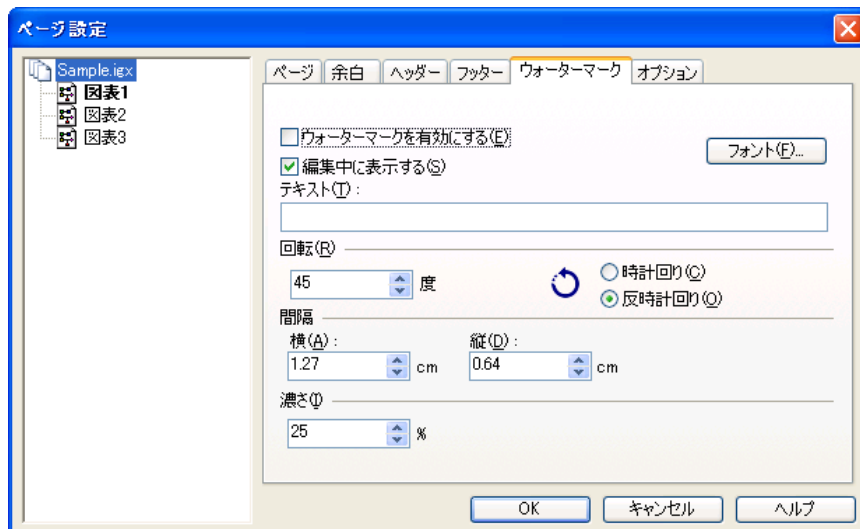 ページ設定
Sample.igx
図表1
図表2
図表3
ページ 余白 ヘッダー フッター ウォーターマーク オプション
ウォーターマークを有効にする(E)
フォント(F)...
編集中に表示する(S)
テキスト(T) :
回転(R)
45 度
時計回り(C)
反時計回り(O)
間隔
横(A) : 縦(D) :
1.27 cm 0.64 cm
濃さ(I)
25 %
OK キャンセル ヘルプ